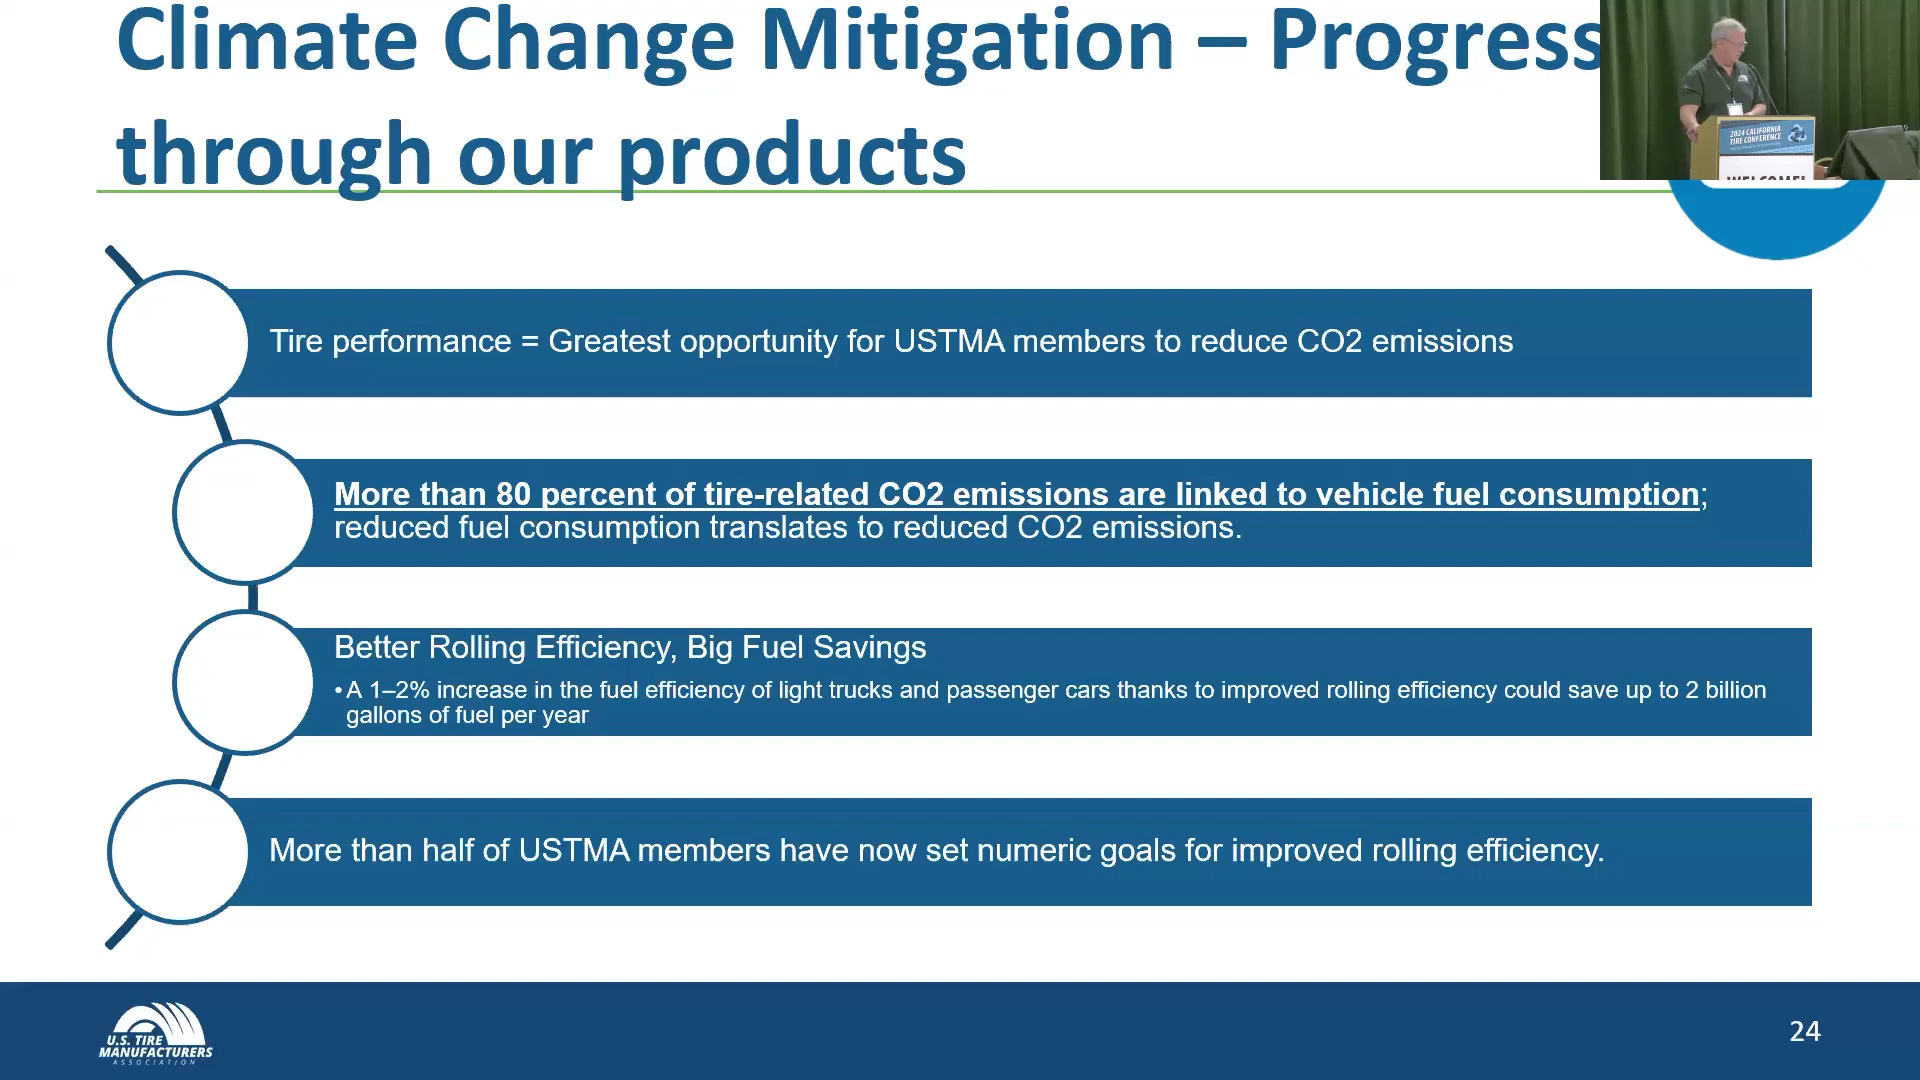 Climate Change Mitigation – Progress
through our products
2024 CALIFORNIA
TIRE CONFERENCE
WELCOME!
Tire performance = Greatest opportunity for USTMA members to reduce CO2 emissions
More than 80 percent of tire-related CO2 emissions are linked to vehicle fuel consumption;
reduced fuel consumption translates to reduced CO2 emissions.
Better Rolling Efficiency, Big Fuel Savings
• A 1–2% increase in the fuel efficiency of light trucks and passenger cars thanks to improved rolling efficiency could save up to 2 billion
gallons of fuel per year
More than half of USTMA members have now set numeric goals for improved rolling efficiency.
U.S. TIRE
MANUFACTURERS
ASSOCIATION
24